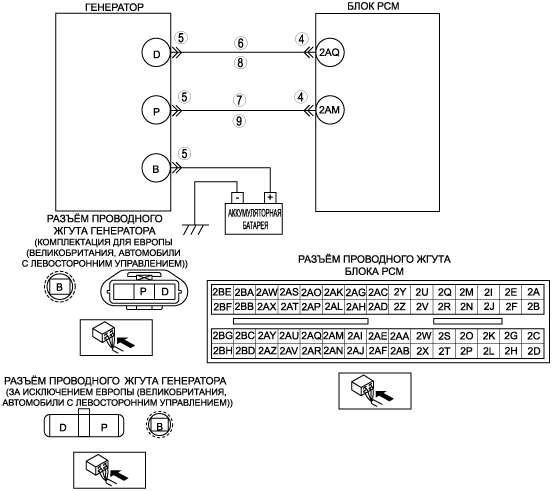 ГЕНЕРАТОР
БЛОК PCM
D
5
6
8
4
2AQ
P
5
7
9
4
2AM
B
5
- +
АККУМУЛЯТОРНАЯ
БАТАРЕЯ
РАЗЪЁМ ПРОВОДНОГО
ЖГУТА ГЕНЕРАТОРА
(КОМПЛЕКТАЦИЯ ДЛЯ ЕВРОПЫ
(ВЕЛИКОБРИТАНИЯ, АВТОМОБИЛИ
С ЛЕВОСТОРОННИМ УПРАВЛЕНИЕМ))
B
P D
РАЗЪЁМ ПРОВОДНОГО ЖГУТА
БЛОКА PCM
2BE 2BA 2AW 2AS 2AO 2AK 2AG 2AC 2Y 2U 2Q 2M 2I 2E 2A
2BF 2BB 2AX 2AT 2AP 2AL 2AH 2AD 2Z 2V 2R 2N 2J 2F 2B
2BG 2BC 2AY 2AU 2AQ 2AM 2AI 2AE 2AA 2W 2S 2O 2K 2G 2C
2BH 2BD 2AZ 2AV 2AR 2AN 2AJ 2AF 2AB 2X 2T 2P 2L 2H 2D
РАЗЪЁМ ПРОВОДНОГО ЖГУТА ГЕНЕРАТОРА
(ЗА ИСКЛЮЧЕНИЕМ ЕВРОПЫ (ВЕЛИКОБРИТАНИЯ,
АВТОМОБИЛИ С ЛЕВОСТОРОННИМ УПРАВЛЕНИЕМ))
D P
B